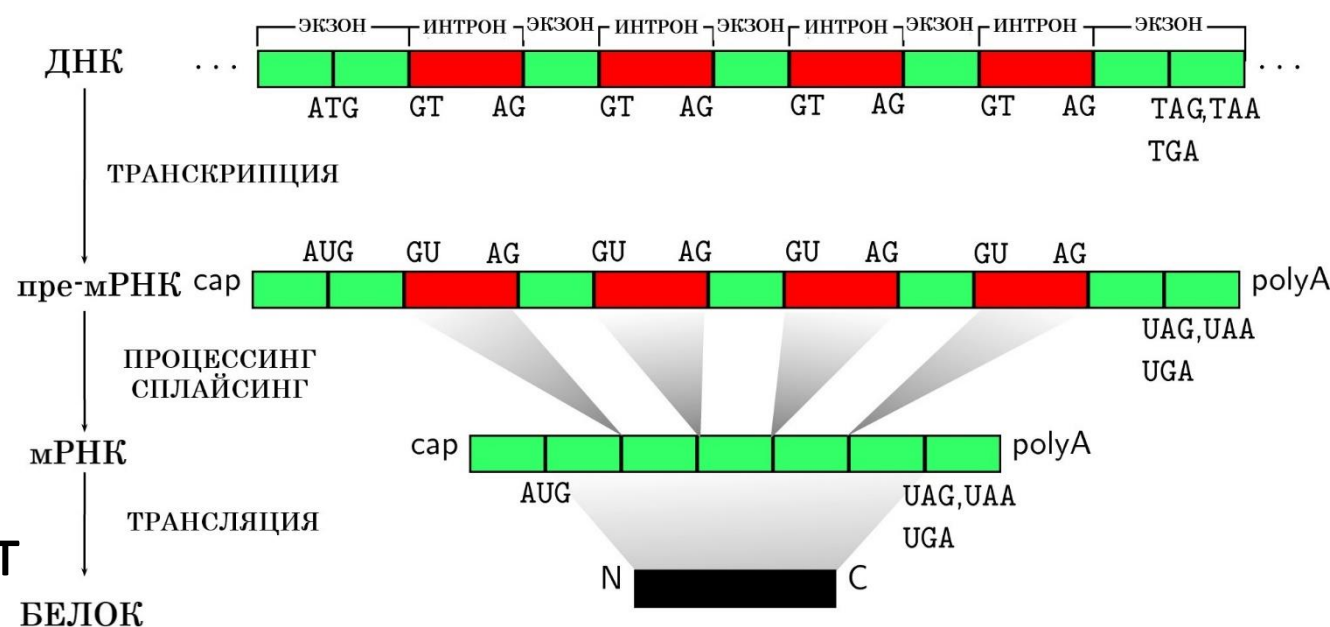 ЭКЗОН ИНТРОН ЭКЗОН ИНТРОН ЭКЗОН ИНТРОН ЭКЗОН ИНТРОН ЭКЗОН
ДНК ... ...
ATG GT AG GT AG GT AG GT AG TAG,TAA
TGA
ТРАНСКРИПЦИЯ
AUG GU AG GU AG GU AG GU AG
пре-мРНК cap polyA
UAG,UAA
UGA
ПРОЦЕССИНГ
СПЛАЙСИНГ
мРНК cap polyA
AUG UAG,UAA
UGA
ТРАНСЛЯЦИЯ
т
N C
БЕЛОК